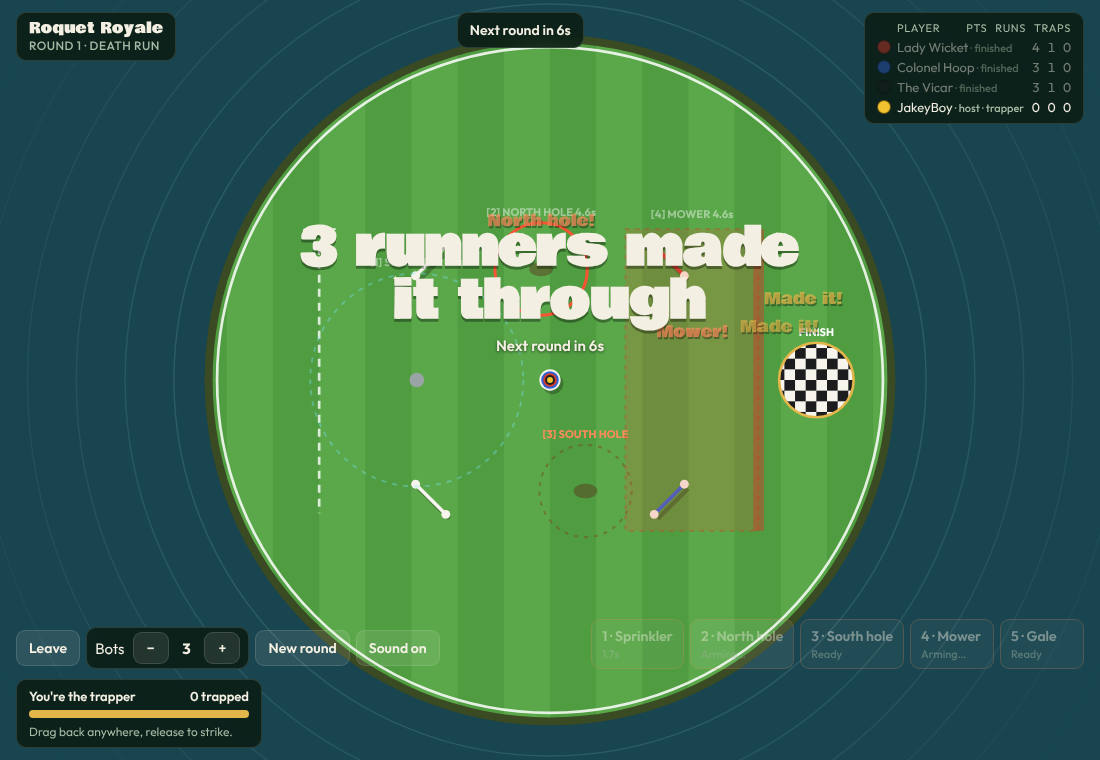 Roquet Royale
ROUND 1 · DEATH RUN
Next round in 6s
PLAYER PTS RUNS TRAPS
Lady Wicket · finished 4 1 0
Colonel Hoop · finished 3 1 0
The Vicar · finished 3 1 0
JakeyBoy · host · trapper 0 0 0
[2] NORTH HOLE 4.6s
[4] MOWER 4.6s
North hole!
3 runners made
it through
Made it!
Made it!
Mower!
FINISH
Next round in 6s
[3] SOUTH HOLE
Leave
Bots − 3 +
New round
Sound on
1 · Sprinkler
1.7s
2 · North hole
Arming...
3 · South hole
Ready
4 · Mower
Arming...
5 · Gale
Ready
You're the trapper 0 trapped
Drag back anywhere, release to strike.